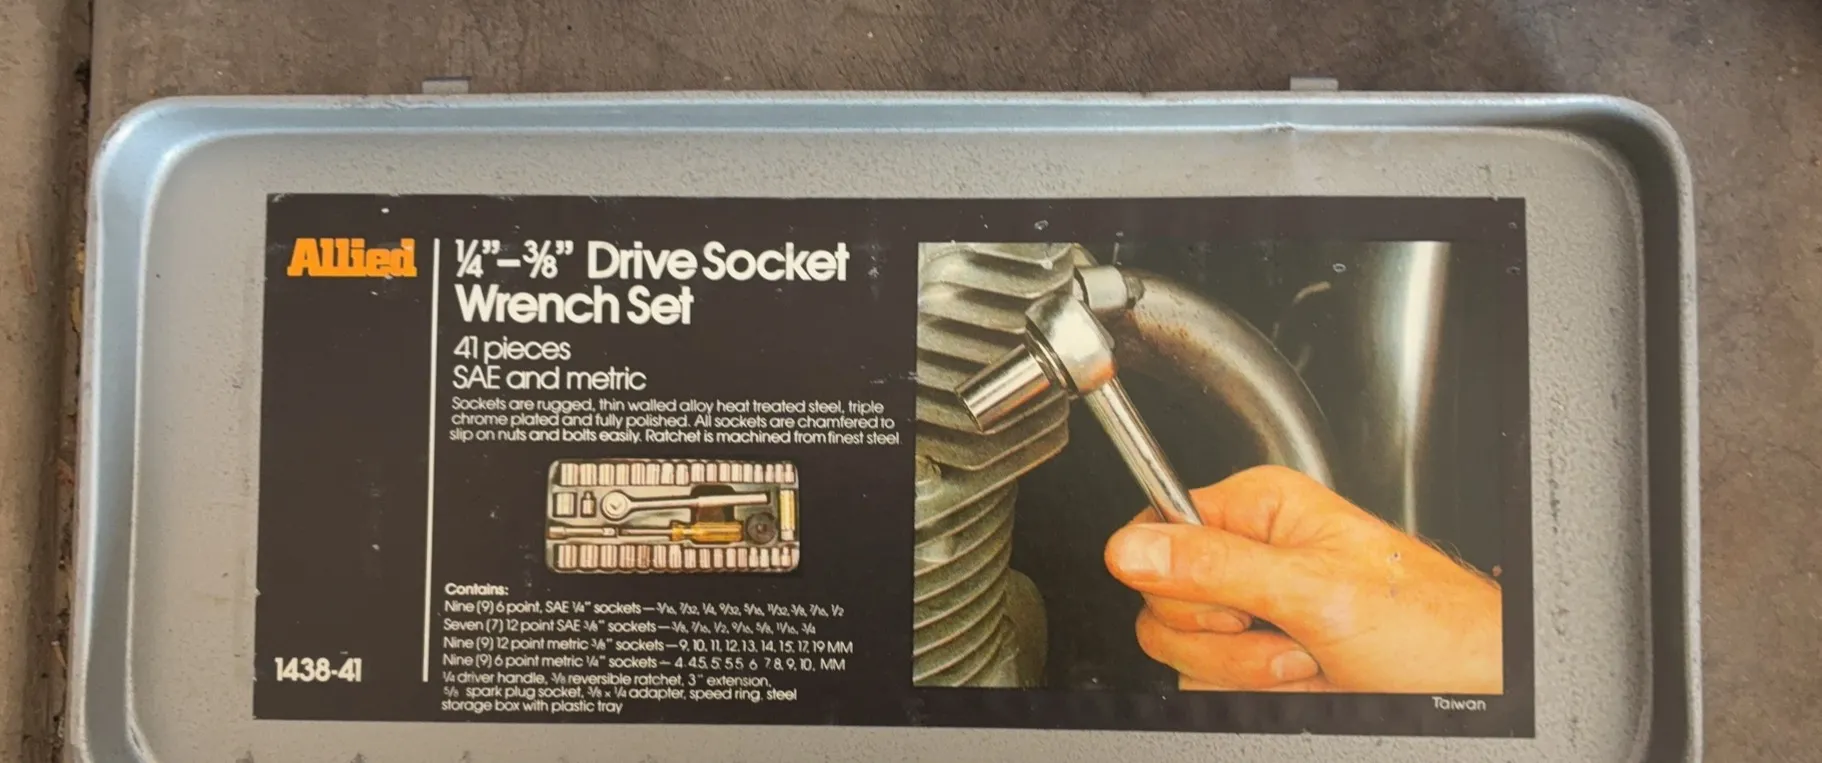 Allied
¼”–⅜” Drive Socket
Wrench Set
41 pieces
SAE and metric
Sockets are rugged, thin walled alloy heat treated steel, triple
chrome plated and fully polished. All sockets are chamfered to
slip on nuts and bolts easily. Ratchet is machined from finest steel
Contains:
Nine (9) 6 point, SAE ¼” sockets—3/16, 7/32, 1/4, 9/32, 5/16, 11/32, 3/8, 7/16, 1/2
Seven (7) 12 point SAE ⅜” sockets—3/8, 7/16, 1/2, 9/16, 5/8, 11/16, 3/4
Nine (9) 12 point metric ⅜” sockets—9, 10, 11, 12, 13, 14, 15, 17, 19 MM
Nine (9) 6 point metric ¼” sockets— 4 4.5 5 5.5 6 7 8, 9, 10, MM
¼ driver handle, ⅜ reversible ratchet, 3” extension,
5/8 spark plug socket, ⅜ x ¼ adapter, speed ring, steel
storage box with plastic tray
1438-41
Taiwan